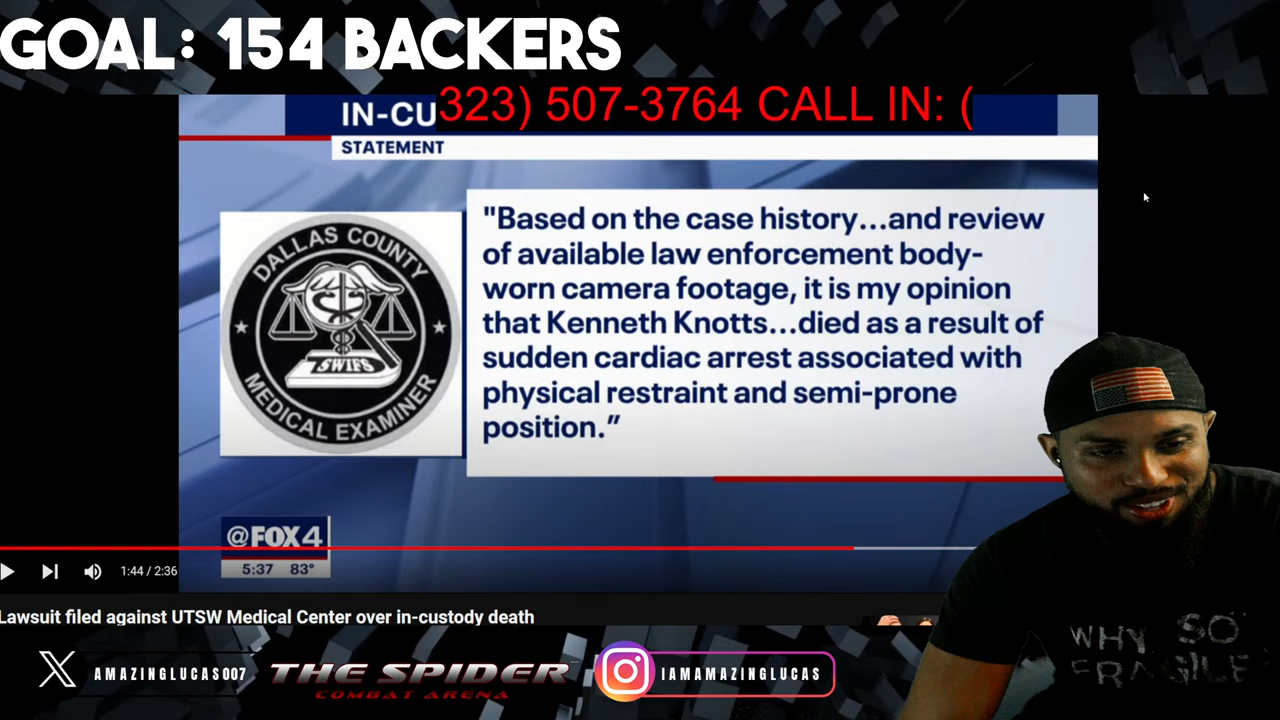 GOAL: 154 BACKERS
323) 507-3764 CALL IN: (
IN-CU
STATEMENT
DALLAS COUNTY
SWIFS
MEDICAL EXAMINER
"Based on the case history...and review
of available law enforcement body-
worn camera footage, it is my opinion
that Kenneth Knotts...died as a result of
sudden cardiac arrest associated with
physical restraint and semi-prone
position.”
@FOX 4
5:37 83°
1:44 / 2:36
Lawsuit filed against UTSW Medical Center over in-custody death
WHY SO
FRAGILE
AMAZINGLUCAS007
THE SPIDER
COMBAT ARENA
IAMAMAZINGLUCAS